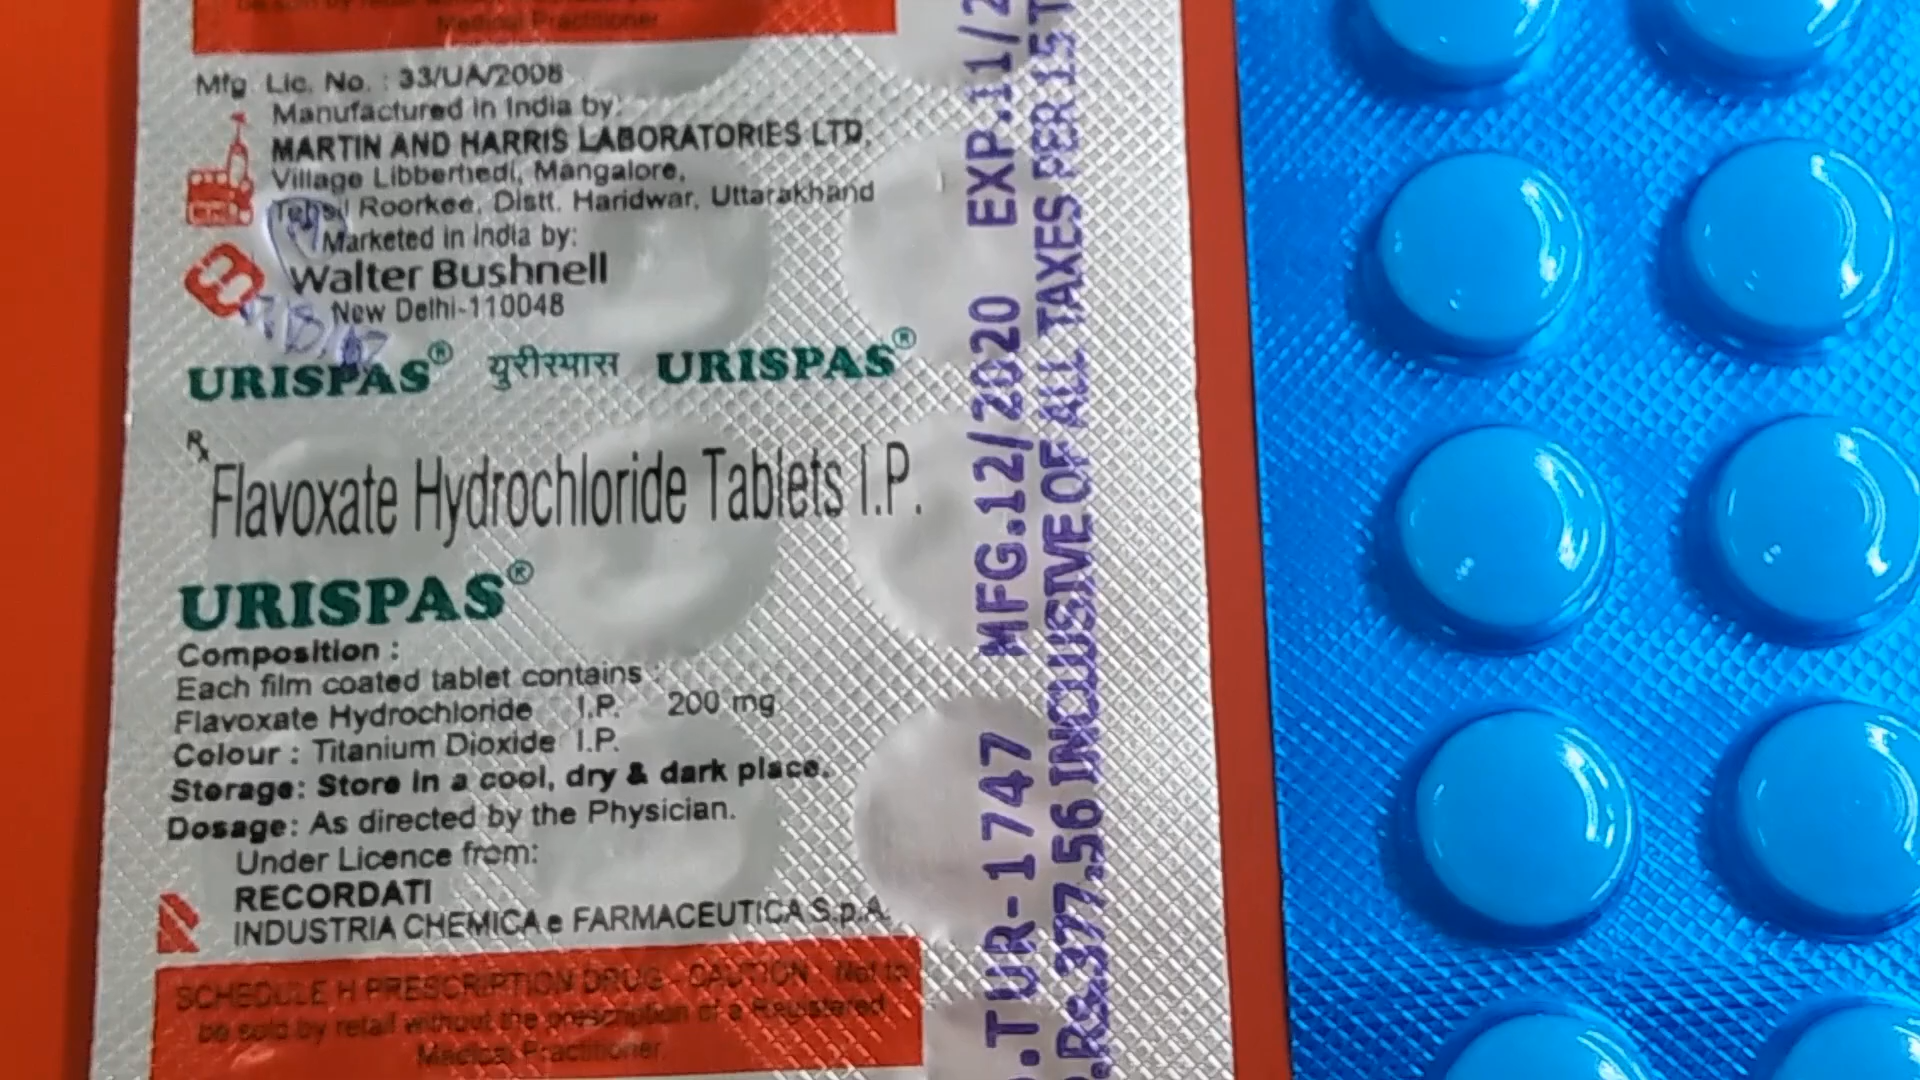 Medical Practitioner
Mfg. Lic. No. : 33/UA/2008
Manufactured in India by:
MARTIN AND HARRIS LABORATORIES LTD.
Village Libberhedi, Mangalore,
Tehsil Roorkee, Distt. Haridwar, Uttarakhand
Marketed in India by:
Walter Bushnell
New Delhi-110048
URISPAS® युरीस्पास URISPAS®
Rx
Flavoxate Hydrochloride Tablets I.P.
URISPAS®
Composition :
Each film coated tablet contains :
Flavoxate Hydrochloride I.P. 200 mg
Colour : Titanium Dioxide I.P.
Storage: Store in a cool, dry & dark place.
Dosage: As directed by the Physician.
Under Licence from:
RECORDATI
INDUSTRIA CHEMICA e FARMACEUTICA S.p.A.
SCHEDULE H PRESCRIPTION DRUG - CAUTION : Not to
be sold by retail without the prescription of a Registered
Medical Practitioner.
.TUR-1747 MFG.12/2020 EXP.11/2
.RS.377.56 INCLUSIVE OF ALL TAXES PER 15 T